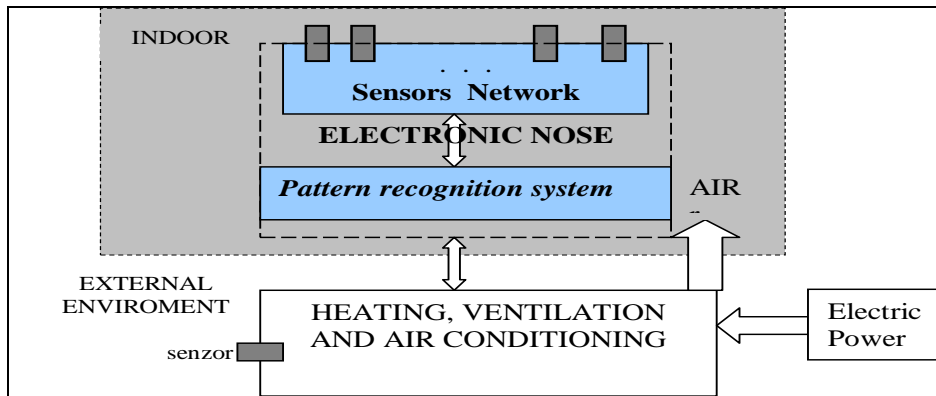 INDOOR
. . .
Sensors Network
ELECTRONIC NOSE
Pattern recognition system
AIR
EXTERNAL
ENVIROMENT
HEATING, VENTILATION
AND AIR CONDITIONING
senzor
Electric
Power